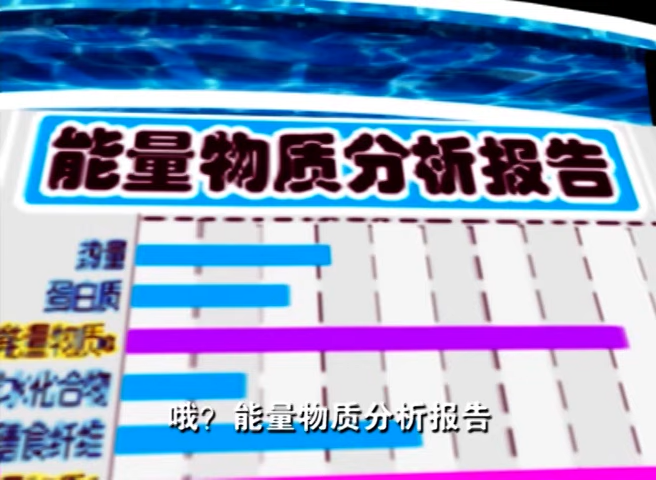 能量物质分析报告
热量
蛋白质
能量物质
水化合物
膳食纤维
哦？能量物质分析报告